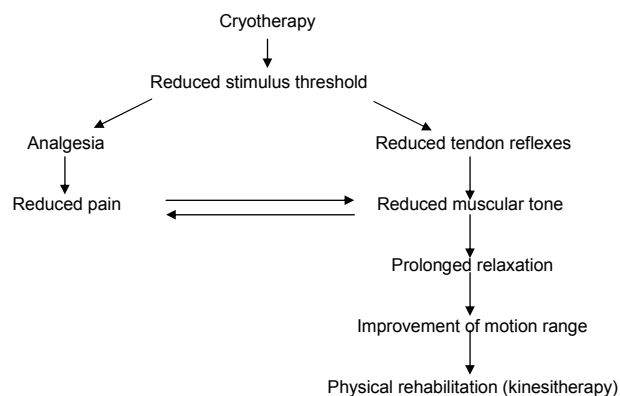 Cryotherapy
Reduced stimulus threshold
Analgesia
Reduced tendon reflexes
Reduced pain
Reduced muscular tone
Prolonged relaxation
Improvement of motion range
Physical rehabilitation (kinesitherapy)